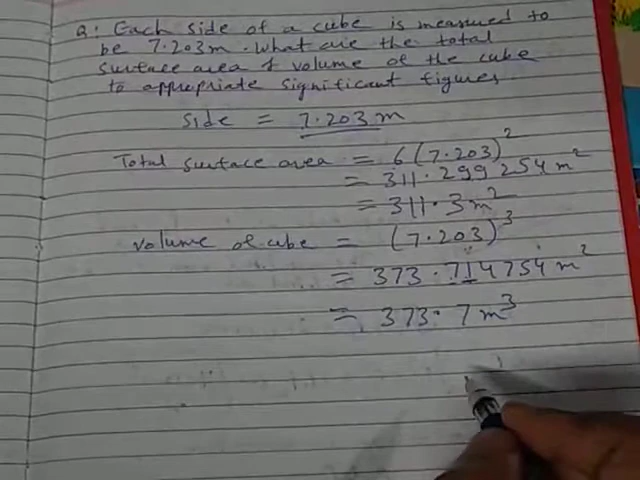 Q: Each side of a cube is measured to
be 7.203m. What are the total
surface area & volume of the cube
to appropriate significant figures
side = 7.203 m
Total surface area = 6(7.203)²
= 311.299254 m²
= 311.3 m²
volume of cube = (7.203)³
= 373.714754 m²
= 373.7 m³